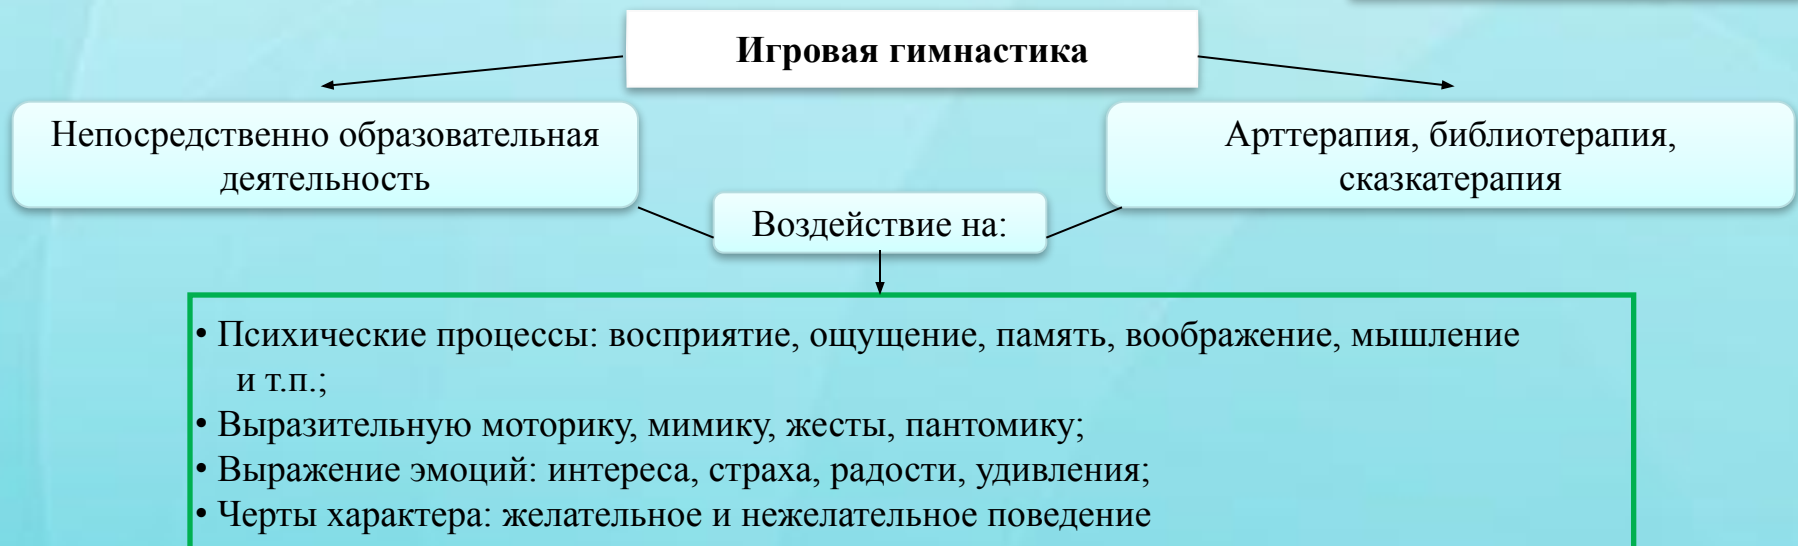 Игровая гимнастика
Непосредственно образовательная
деятельность
Арттерапия, библиотерапия,
сказкатерапия
Воздействие на:
• Психические процессы: восприятие, ощущение, память, воображение, мышление
и т.п.;
• Выразительную моторику, мимику, жесты, пантомику;
• Выражение эмоций: интереса, страха, радости, удивления;
• Черты характера: желательное и нежелательное поведение